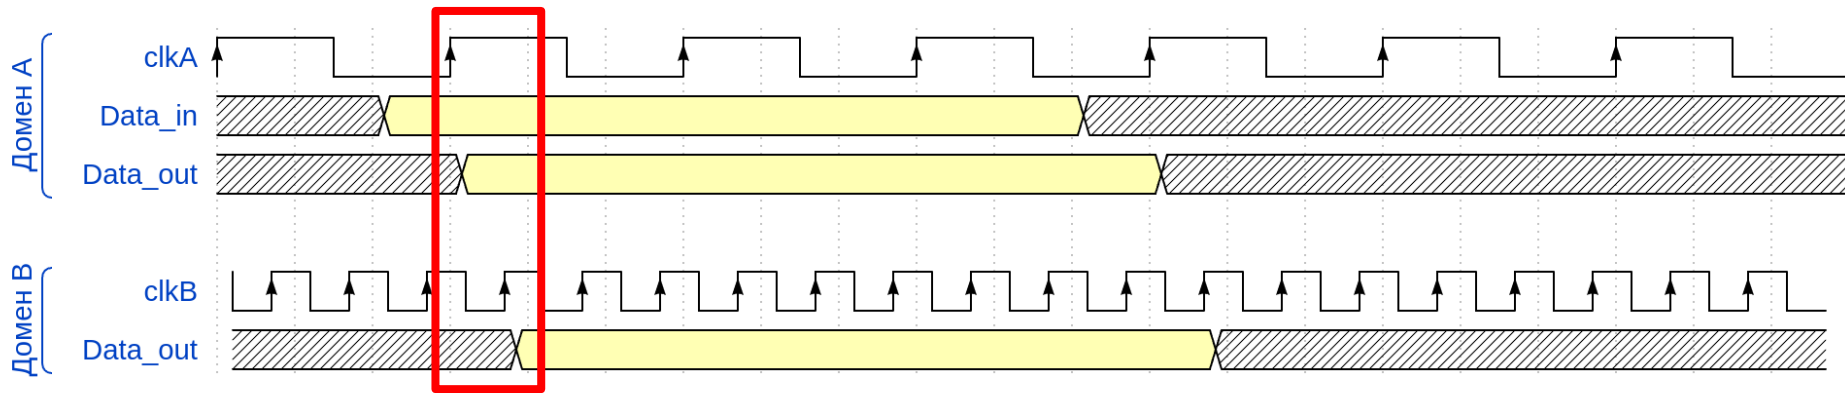 Домен A
clkA
Data_in
Data_out
Домен B
clkB
Data_out